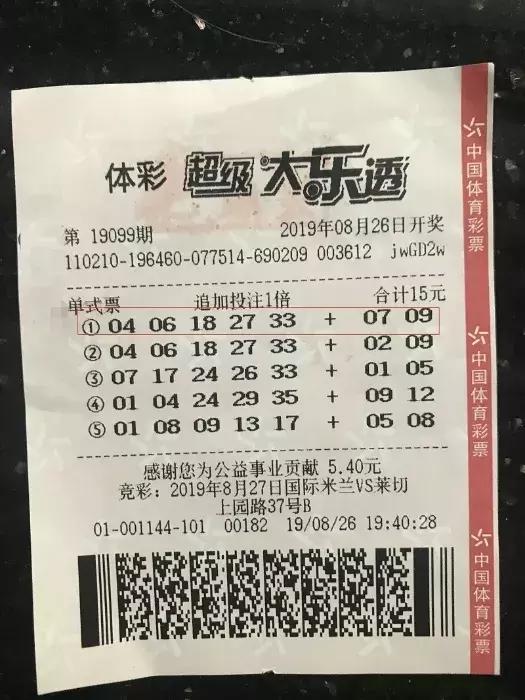 体彩 超级大乐透
第 19099期 2019年08月26日开奖
110210-196460-077514-690209 003612 jwGD2w
单式票 追加投注1倍 合计15元
① 04 06 18 27 33 + 07 09
② 04 06 18 27 33 + 02 09
③ 07 17 24 26 33 + 01 05
④ 01 04 24 29 35 + 09 12
⑤ 01 08 09 13 17 + 05 08
感谢您为公益事业贡献 5.40元
竞彩：2019年8月27日国际米兰VS莱切
上园路37号B
01-001144-101 00182 19/08/26 19:40:28
中国体育彩票
中国体育彩票
中国体育彩票